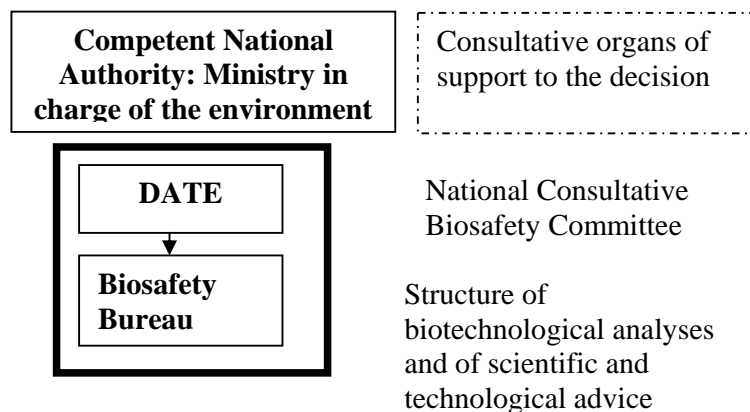 Competent National
Authority: Ministry in
charge of the environment
Consultative organs of
support to the decision
DATE
Biosafety
Bureau
National Consultative
Biosafety Committee
Structure of
biotechnological analyses
and of scientific and
technological advice